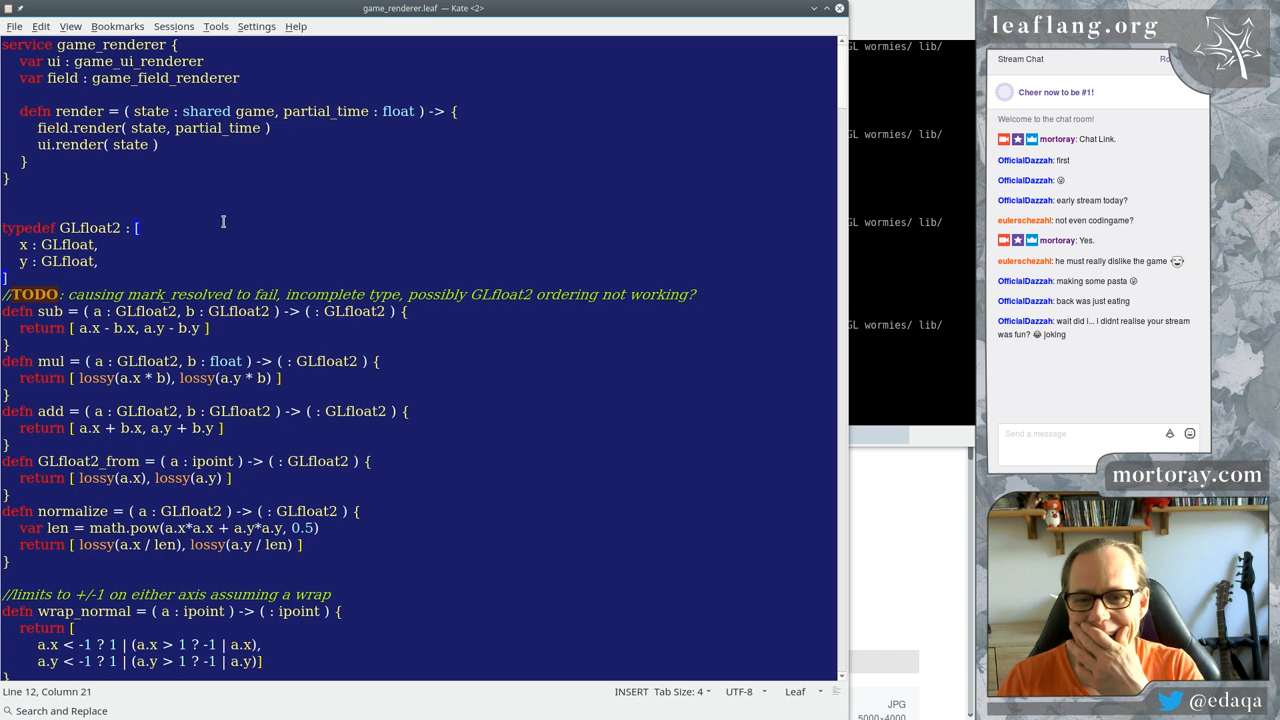 game_renderer.leaf — Kate <2>
File Edit View Bookmarks Sessions Tools Settings Help
service game_renderer {
var ui : game_ui_renderer
var field : game_field_renderer
defn render = ( state : shared game, partial_time : float ) -> {
field.render( state, partial_time )
ui.render( state )
}
}
typedef GLfloat2 : [
x : GLfloat,
y : GLfloat,
]
//TODO: causing mark_resolved to fail, incomplete type, possibly GLfloat2 ordering not working?
defn sub = ( a : GLfloat2, b : GLfloat2 ) -> ( : GLfloat2 ) {
return [ a.x - b.x, a.y - b.y ]
}
defn mul = ( a : GLfloat2, b : float ) -> ( : GLfloat2 ) {
return [ lossy(a.x * b), lossy(a.y * b) ]
}
defn add = ( a : GLfloat2, b : GLfloat2 ) -> ( : GLfloat2 ) {
return [ a.x + b.x, a.y + b.y ]
}
defn GLfloat2_from = ( a : ipoint ) -> ( : GLfloat2 ) {
return [ lossy(a.x), lossy(a.y) ]
}
defn normalize = ( a : GLfloat2 ) -> ( : GLfloat2 ) {
var len = math.pow(a.x*a.x + a.y*a.y, 0.5)
return [ lossy(a.x / len), lossy(a.y / len) ]
}
//limits to +/-1 on either axis assuming a wrap
defn wrap_normal = ( a : ipoint ) -> ( : ipoint ) {
return [
a.x < -1 ? 1 | (a.x > 1 ? -1 | a.x),
a.y < -1 ? 1 | (a.y > 1 ? -1 | a.y)]
}
Line 12, Column 21 INSERT Tab Size: 4 UTF-8 Leaf
Search and Replace
GL wormies/ lib/
GL wormies/ lib/
GL wormies/ lib/
GL wormies/ lib/
JPG
5000×4000
leaflang.org
Stream Chat Ro
Cheer now to be #1!
Welcome to the chat room!
mortoray: Chat Link.
OfficialDazzah: first
OfficialDazzah: 😜
OfficialDazzah: early stream today?
eulerschezahl: not even codingame?
mortoray: Yes.
eulerschezahl: he must really dislike the game
OfficialDazzah: making some pasta 😜
OfficialDazzah: back was just eating
OfficialDazzah: wait did i... i didnt realise your stream
was fun? 😂 joking
Send a message
mortoray.com
@edaqa